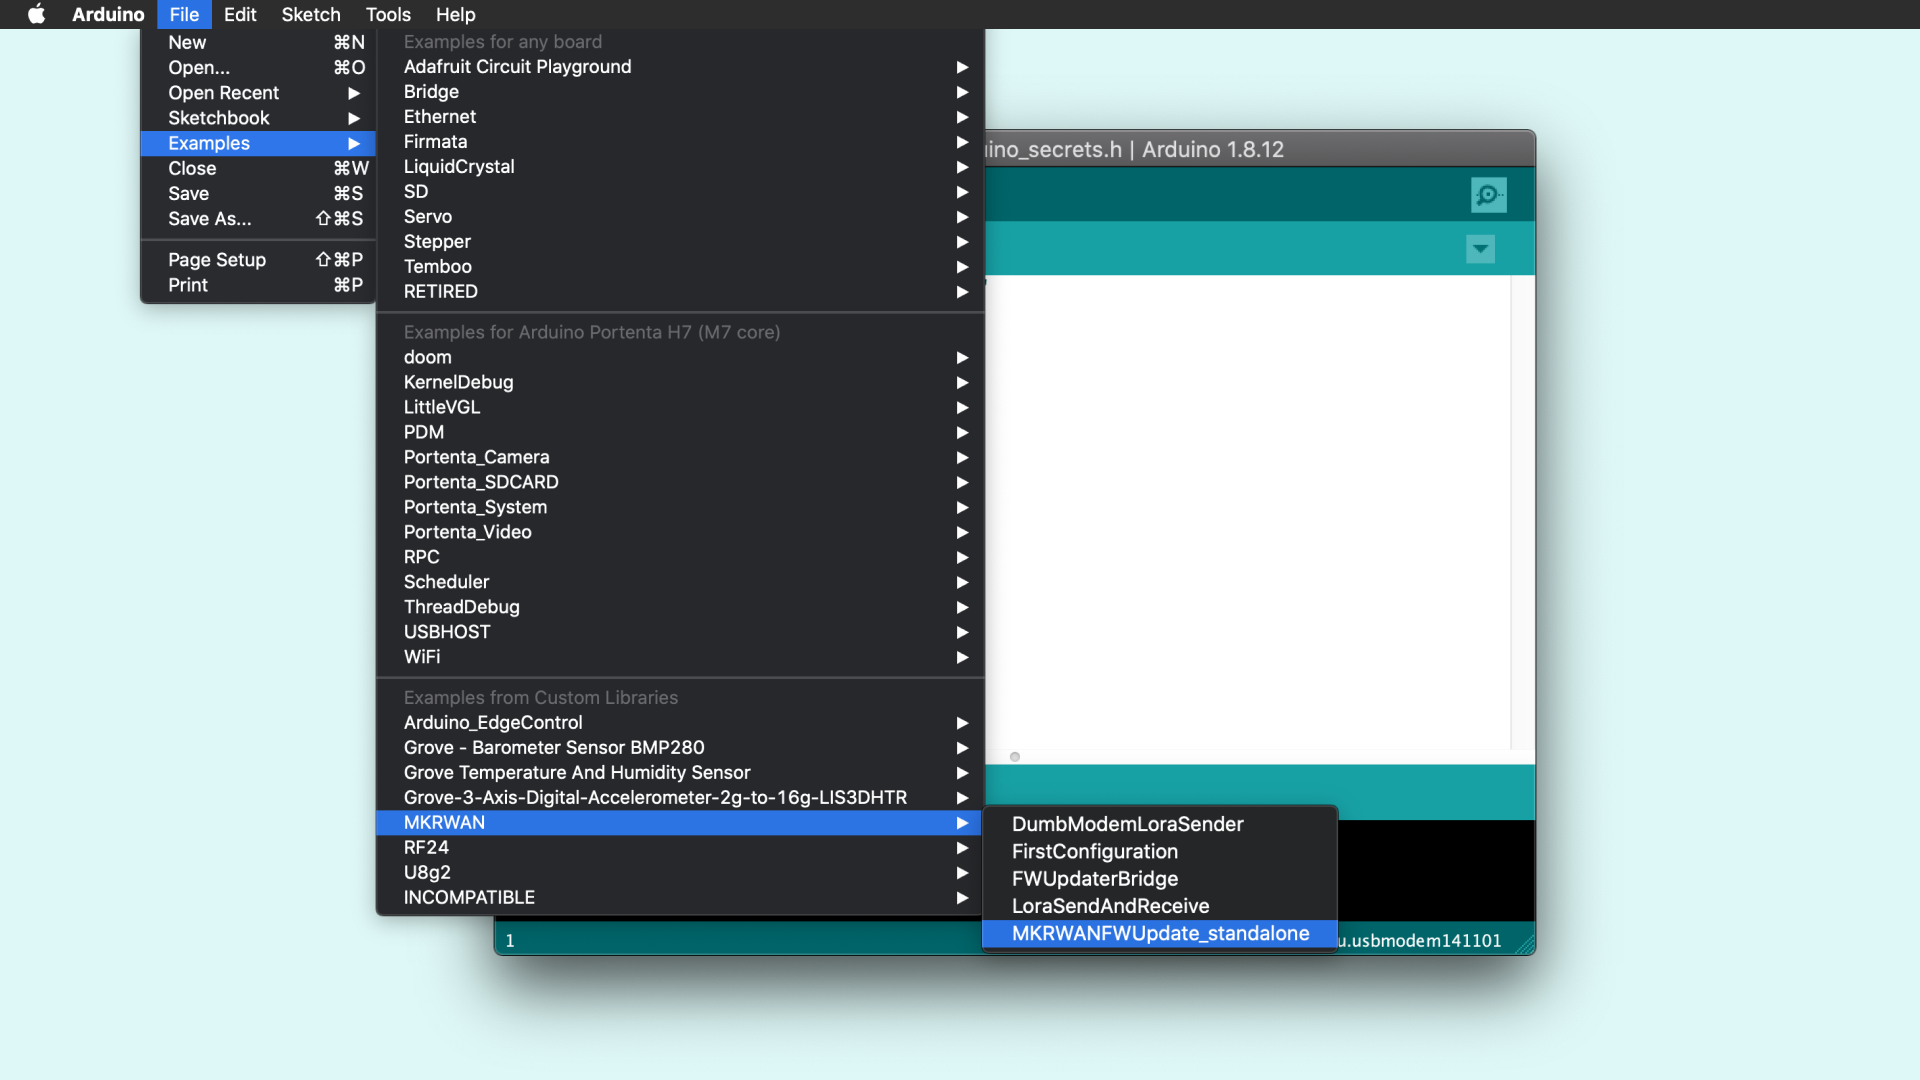 Arduino File Edit Sketch Tools Help
New ⌘N
Open... ⌘O
Open Recent ▶
Sketchbook ▶
Examples ▶
Close ⌘W
Save ⌘S
Save As... ⇧⌘S
Page Setup ⇧⌘P
Print ⌘P
Examples for any board
Adafruit Circuit Playground ▶
Bridge ▶
Ethernet ▶
Firmata ▶
LiquidCrystal ▶
SD ▶
Servo ▶
Stepper ▶
Temboo ▶
RETIRED ▶
Examples for Arduino Portenta H7 (M7 core)
doom ▶
KernelDebug ▶
LittleVGL ▶
PDM ▶
Portenta_Camera ▶
Portenta_SDCARD ▶
Portenta_System ▶
Portenta_Video ▶
RPC ▶
Scheduler ▶
ThreadDebug ▶
USBHOST ▶
WiFi ▶
Examples from Custom Libraries
Arduino_EdgeControl ▶
Grove - Barometer Sensor BMP280 ▶
Grove Temperature And Humidity Sensor ▶
Grove-3-Axis-Digital-Accelerometer-2g-to-16g-LIS3DHTR ▶
MKRWAN ▶
RF24 ▶
U8g2 ▶
INCOMPATIBLE ▶
DumbModemLoraSender
FirstConfiguration
FWUpdaterBridge
LoraSendAndReceive
MKRWANFWUpdate_standalone
ino_secrets.h | Arduino 1.8.12
1
u.usbmodem141101